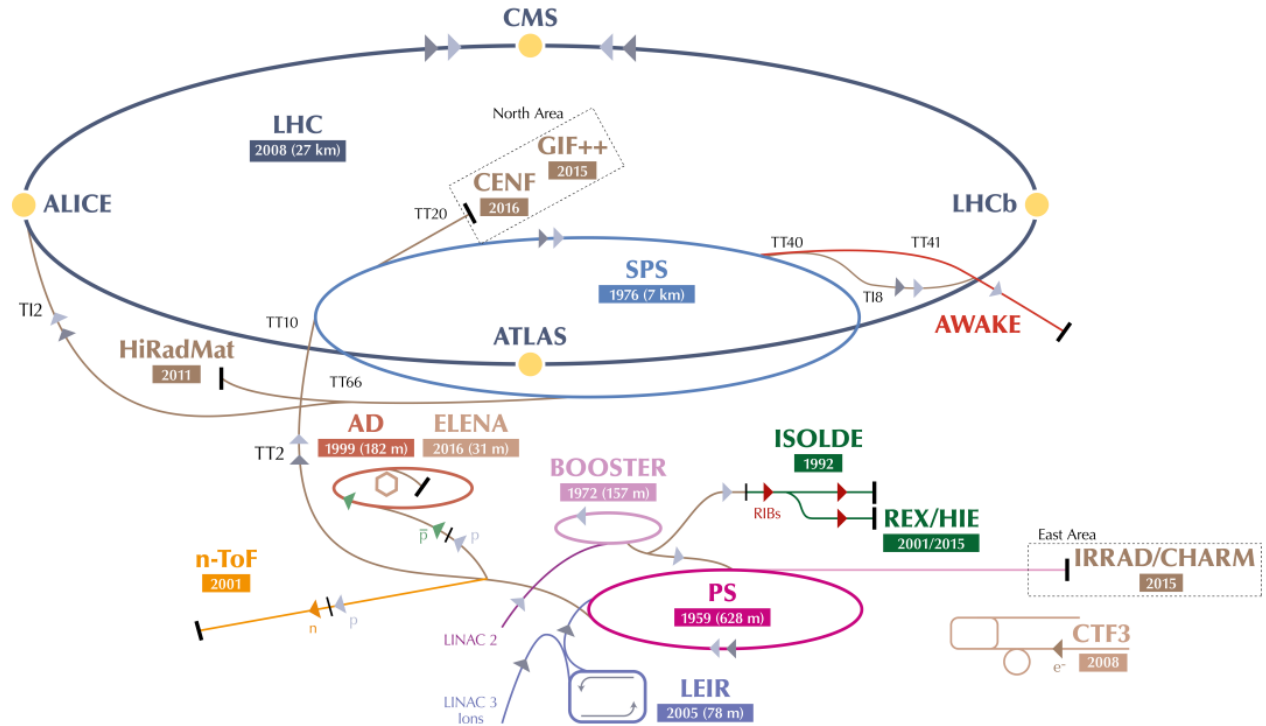 CMS
North Area
LHC
2008 (27 km)
GIF++
2015
CENF
2016
ALICE
LHCb
TT20
TT40
TT41
SPS
1976 (7 km)
TI8
TI2
TT10
ATLAS
AWAKE
HiRadMat
2011
TT66
AD
1999 (182 m)
ELENA
2016 (31 m)
ISOLDE
1992
TT2
BOOSTER
1972 (157 m)
RIBs
REX/HIE
2001/2015
p̅
p
East Area
n-ToF
2001
IRRAD/CHARM
2015
PS
1959 (628 m)
n
p
LINAC 2
CTF3
2008
e-
LEIR
2005 (78 m)
LINAC 3
Ions